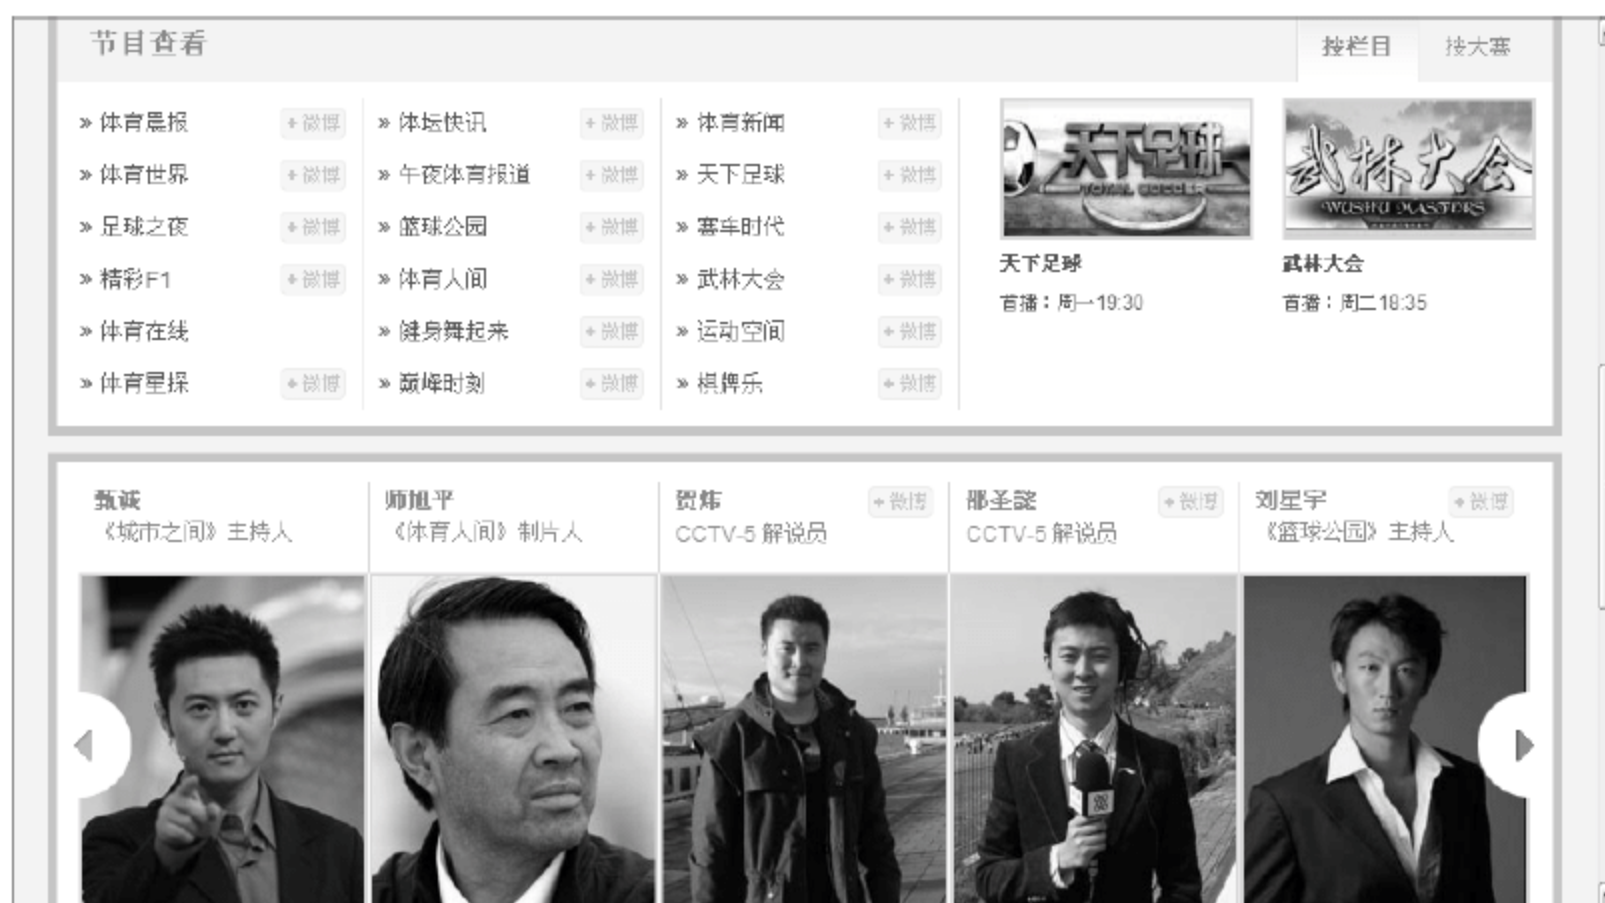 节目查看
按栏目 按大赛
» 体育晨报 +微博 » 体坛快讯 +微博 » 体育新闻 +微博
» 体育世界 +微博 » 午夜体育报道 +微博 » 天下足球 +微博
» 足球之夜 +微博 » 篮球公园 +微博 » 赛车时代 +微博
» 精彩F1 +微博 » 体育人间 +微博 » 武林大会 +微博
» 体育在线 » 健身舞起来 +微博 » 运动空间 +微博
» 体育星探 +微博 » 巅峰时刻 +微博 » 棋牌乐 +微博
天下足球
TOTAL SOCCER
武林大会
WUSHU MASTERS
天下足球
首播：周一19:30
武林大会
首播：周二18:35
甄诚
《城市之间》主持人
师旭平
《体育人间》制片人
贺炜 +微博
CCTV-5 解说员
邵圣懿 +微博
CCTV-5 解说员
刘星宇 +微博
《篮球公园》主持人